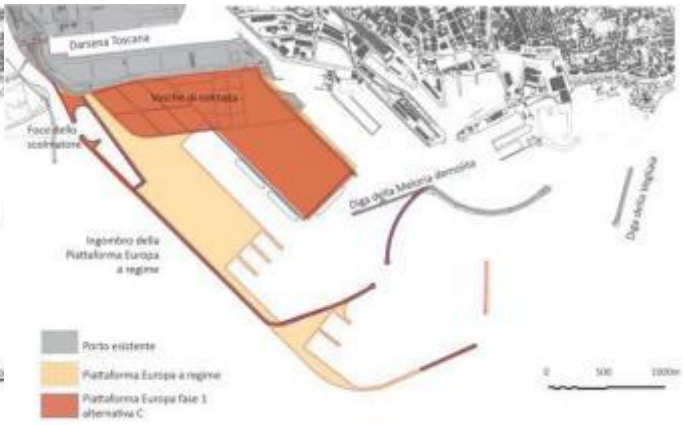 Darsena Toscana
Vasche di colmata
Foce dello
scolmatore
Diga della Meloria demolita
Diga della Vegliaia
Ingombro della
Piattaforma Europa
a regime
Porto esistente
Piattaforma Europa a regime
Piattaforma Europa fase 1
alternativa C
0 500 1000m